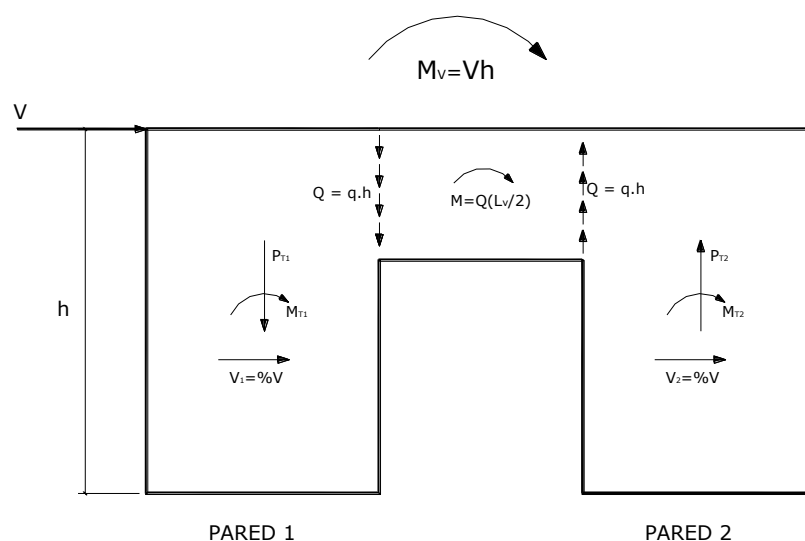 Mv=Vh
V
Q = q.h
M=Q(Lv/2)
Q = q.h
PT1
PT2
h
MT1
MT2
V1=%V
V2=%V
PARED 1
PARED 2